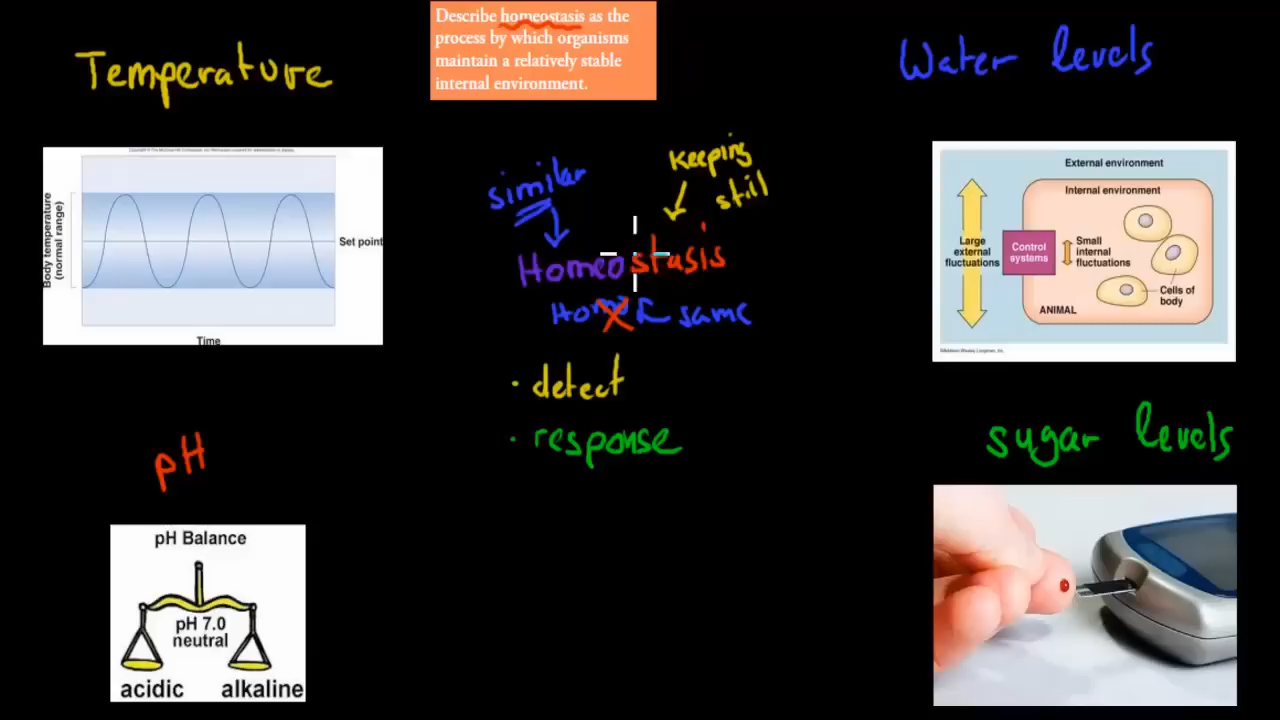 Describe homeostasis as the
process by which organisms
maintain a relatively stable
internal environment.
Temperature
Water levels
Body temperature
(normal range)
Set point
Time
similar
keeping
still
Homeostasis
Homo same
• detect
• response
External environment
Internal environment
Large
external
fluctuations
Control
systems
Small
internal
fluctuations
Cells of
body
ANIMAL
pH
pH Balance
pH 7.0
neutral
acidic alkaline
sugar levels